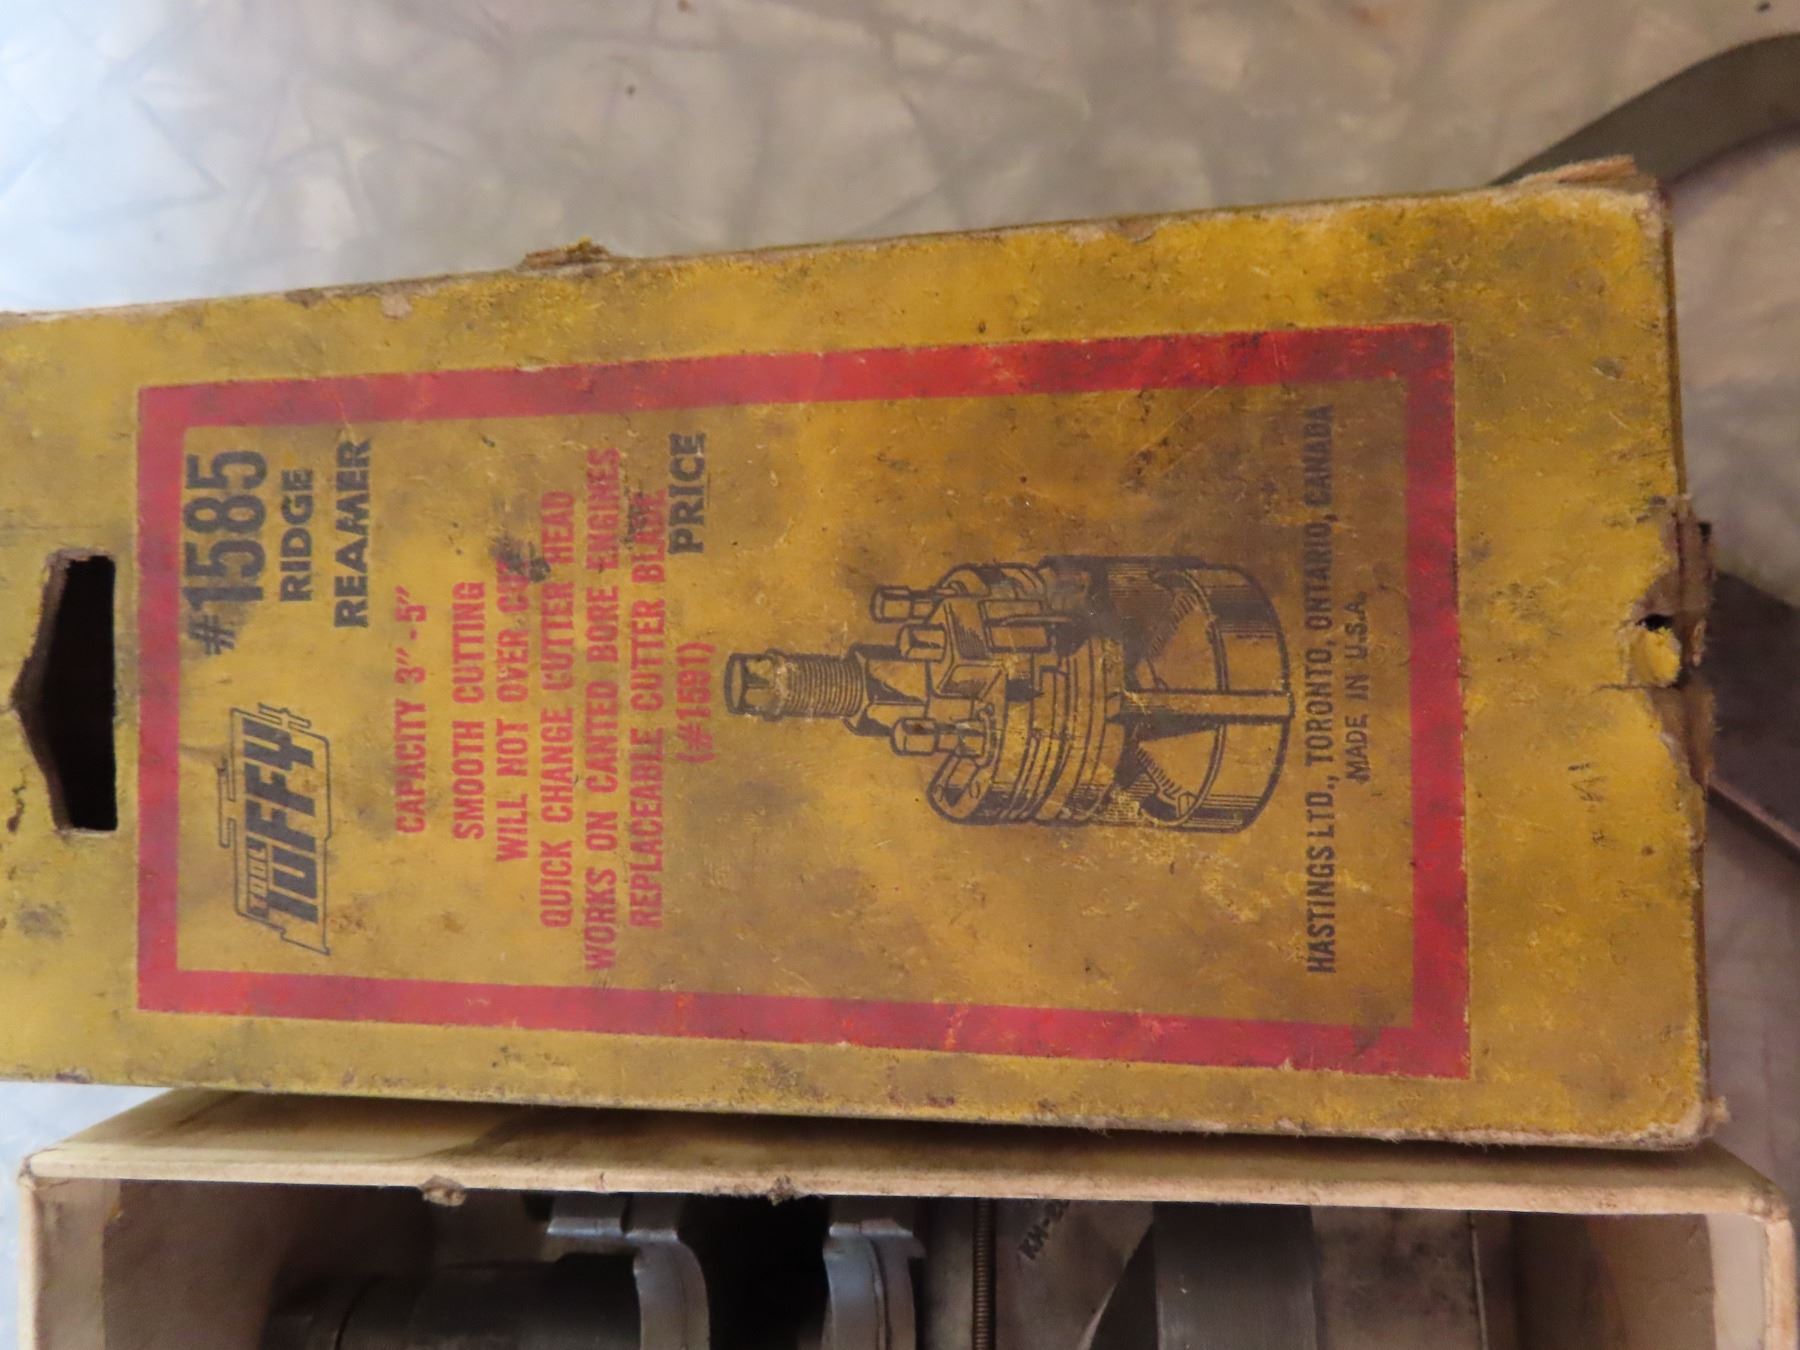 TOOL TUFFY
#1585
RIDGE
REAMER
CAPACITY 3"-5"
SMOOTH CUTTING
WILL NOT OVER CUT
QUICK CHANGE CUTTER HEAD
WORKS ON CANTED BORE ENGINES
REPLACEABLE CUTTER BLADE
(#1591)
PRICE
HASTINGS LTD., TORONTO, ONTARIO, CANADA
MADE IN U.S.A.